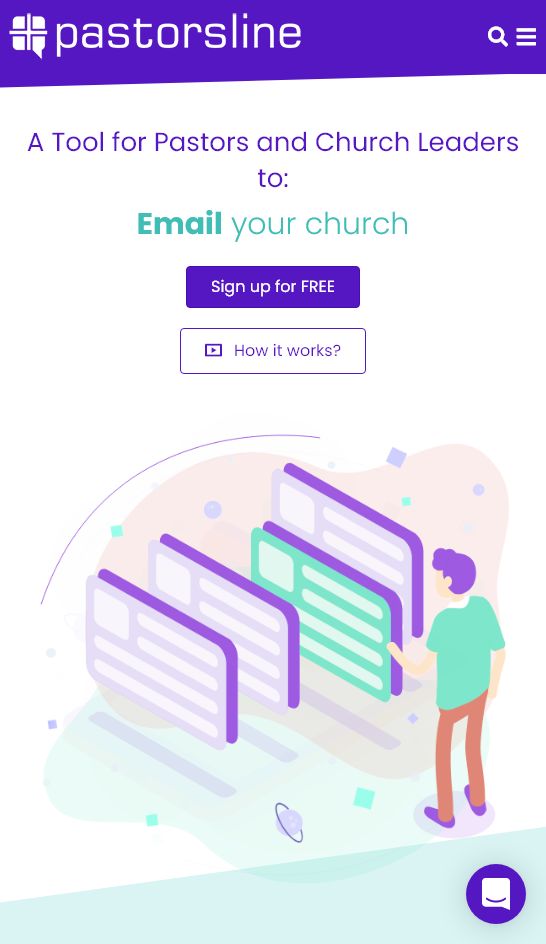 pastorsline
A Tool for Pastors and Church Leaders
to:
Email your church
Sign up for FREE
How it works?